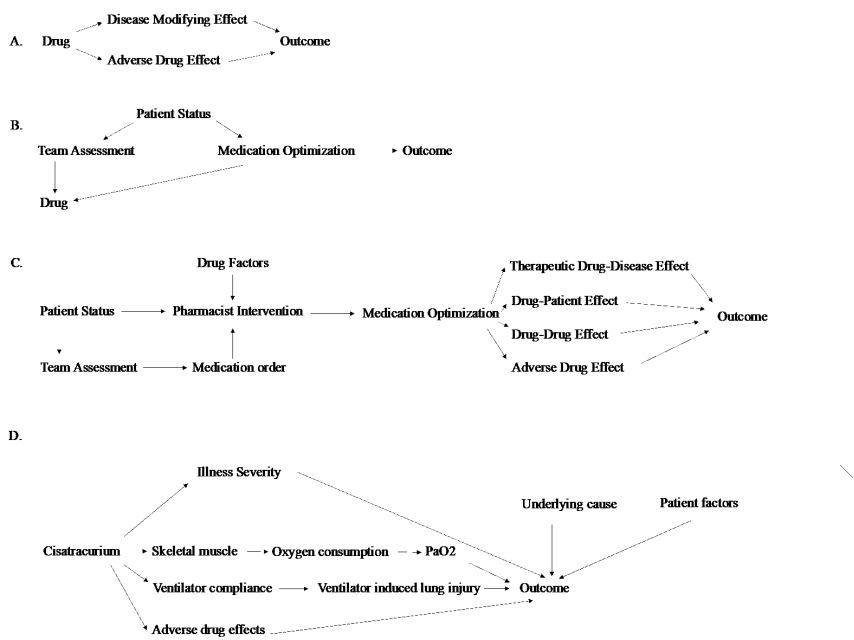 A.
Disease Modifying Effect
Drug
Outcome
Adverse Drug Effect
B.
Patient Status
Team Assessment
Medication Optimization
Outcome
Drug
C.
Drug Factors
Therapeutic Drug-Disease Effect
Patient Status
Pharmacist Intervention
Medication Optimization
Drug-Patient Effect
Outcome
Drug-Drug Effect
Team Assessment
Medication order
Adverse Drug Effect
D.
Illness Severity
Underlying cause
Patient factors
Cisatracurium
Skeletal muscle
Oxygen consumption
PaO2
Ventilator compliance
Ventilator induced lung injury
Outcome
Adverse drug effects